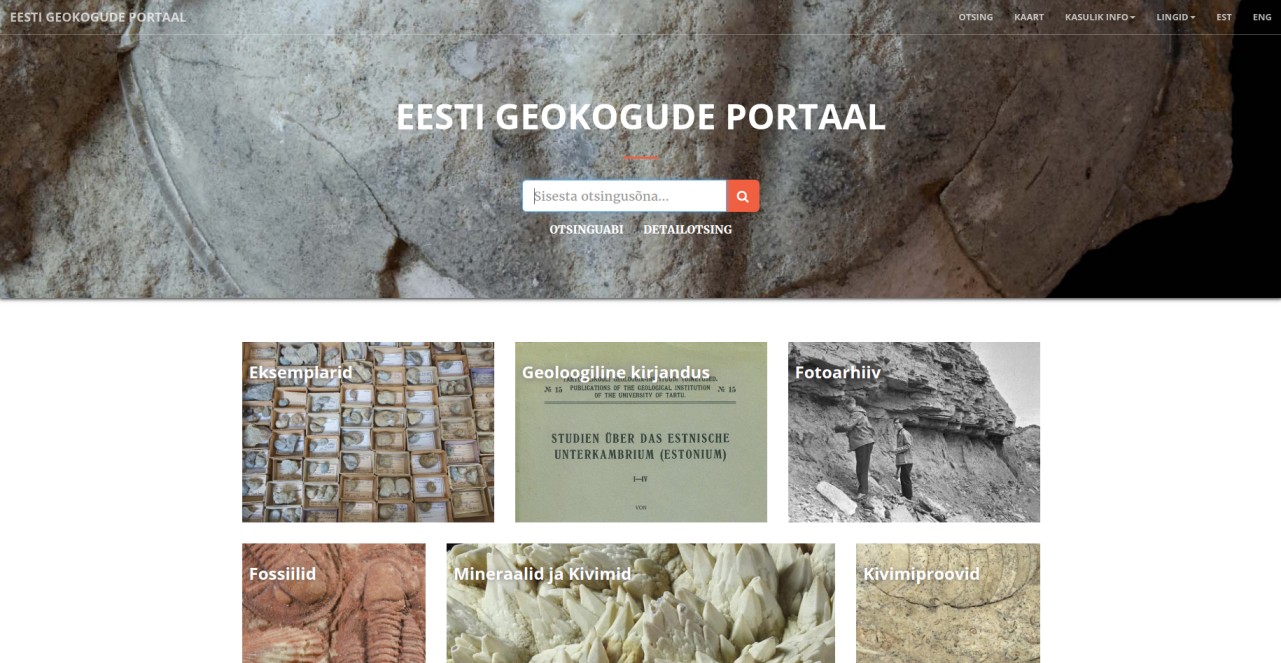 EESTI GEOKOGUDE PORTAAL
OTSING KAART KASULIK INFO LINGID EST ENG
EESTI GEOKOGUDE PORTAAL
Sisesta otsingusõna...
OTSINGUABI DETAILOTSING
Eksemplarid
Geoloogiline kirjandus
№ 15 PUBLICATIONS OF THE GEOLOGICAL INSTITUTION № 15
OF THE UNIVERSITY OF TARTU.
STUDIEN ÜBER DAS ESTNISCHE
UNTERKAMBRIUM (ESTONIUM)
I—IV
VON
Fotoarhiiv
Fossiilid
Mineraalid ja Kivimid
Kivimiproovid